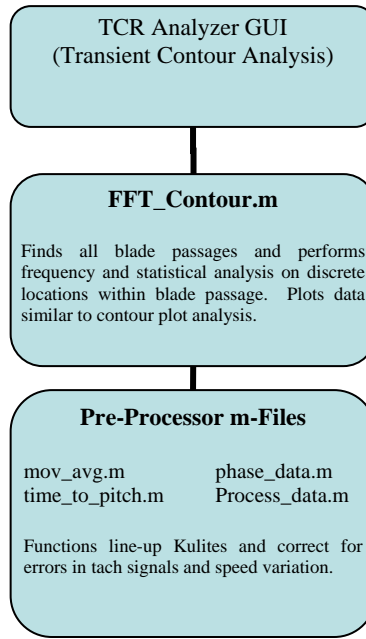 TCR Analyzer GUI
(Transient Contour Analysis)
FFT_Contour.m
Finds all blade passages and performs
frequency and statistical analysis on discrete
locations within blade passage. Plots data
similar to contour plot analysis.
Pre-Processor m-Files
mov_avg.m phase_data.m
time_to_pitch.m Process_data.m
Functions line-up Kulites and correct for
errors in tach signals and speed variation.